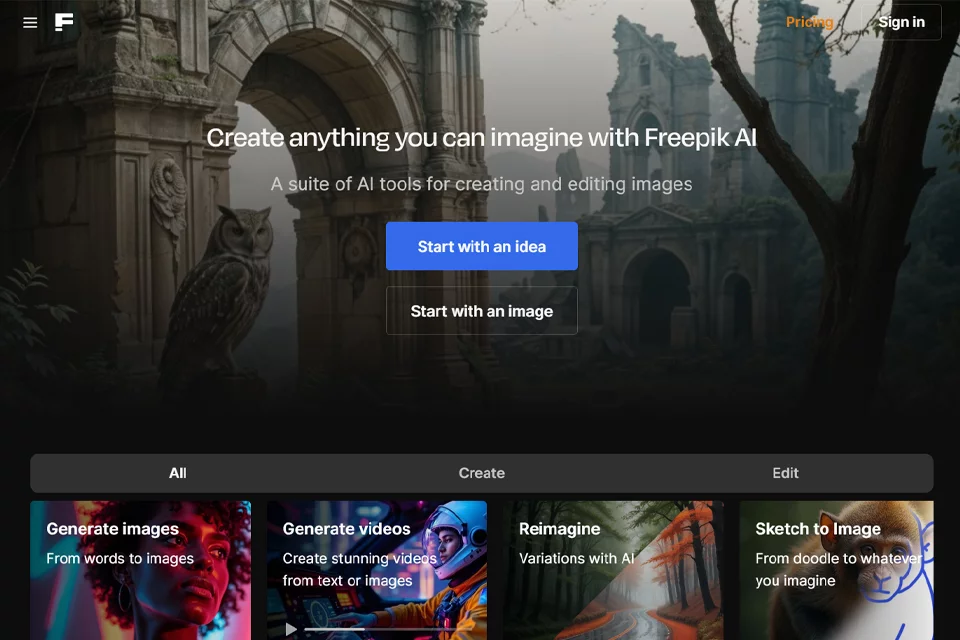 Pricing
Sign in
Create anything you can imagine with Freepik AI
A suite of AI tools for creating and editing images
Start with an idea
Start with an image
All
Create
Edit
Generate images
From words to images
Generate videos
Create stunning videos
from text or images
Reimagine
Variations with AI
Sketch to Image
From doodle to whatever
you imagine